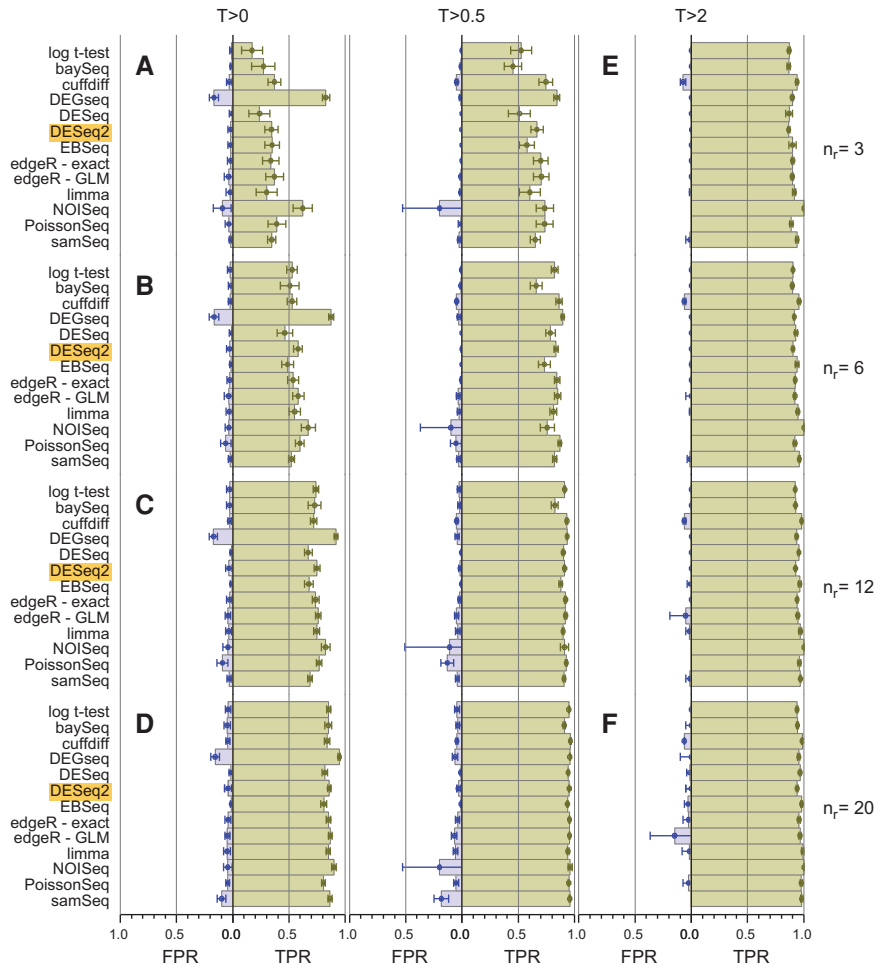 T>0 T>0.5 T>2
A E
log t-test
baySeq
cuffdiff
DEGseq
DESeq
DESeq2
EBSeq
edgeR - exact
edgeR - GLM
limma
NOISeq
PoissonSeq
samSeq
nr= 3
B
log t-test
baySeq
cuffdiff
DEGseq
DESeq
DESeq2
EBSeq
edgeR - exact
edgeR - GLM
limma
NOISeq
PoissonSeq
samSeq
nr= 6
C
log t-test
baySeq
cuffdiff
DEGseq
DESeq
DESeq2
EBSeq
edgeR - exact
edgeR - GLM
limma
NOISeq
PoissonSeq
samSeq
nr= 12
D F
log t-test
baySeq
cuffdiff
DEGseq
DESeq
DESeq2
EBSeq
edgeR - exact
edgeR - GLM
limma
NOISeq
PoissonSeq
samSeq
nr= 20
1.0 0.5 0.0 0.5 1.0 0.5 0.0 0.5 1.0 0.5 0.0 0.5 1.0
FPR TPR FPR TPR FPR TPR